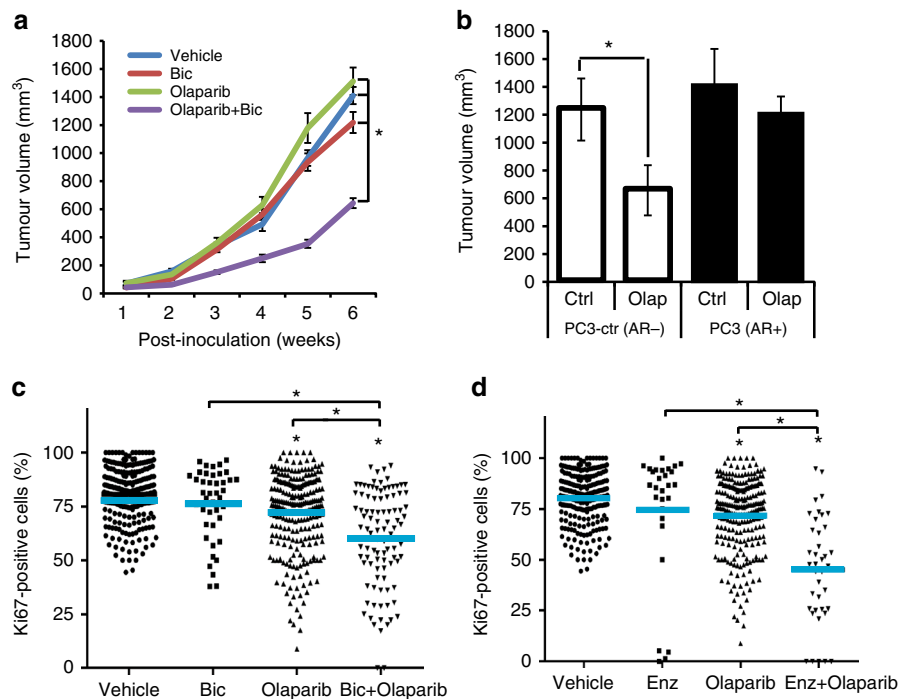 a
Tumour volume (mm³)
1800
1600
1400
1200
1000
800
600
400
200
0
Vehicle
Bic
Olaparib
Olaparib+Bic
*
1 2 3 4 5 6
Post-inoculation (weeks)
b
Tumour volume (mm³)
1800
1600
1400
1200
1000
800
600
400
200
0
*
Ctrl Olap Ctrl Olap
PC3-ctr (AR–) PC3 (AR+)
c
Ki67-positive cells (%)
100
75
50
25
0
*
*
* *
Vehicle Bic Olaparib Bic+Olaparib
d
Ki67-positive cells (%)
100
75
50
25
0
*
*
* *
Vehicle Enz Olaparib Enz+Olaparib